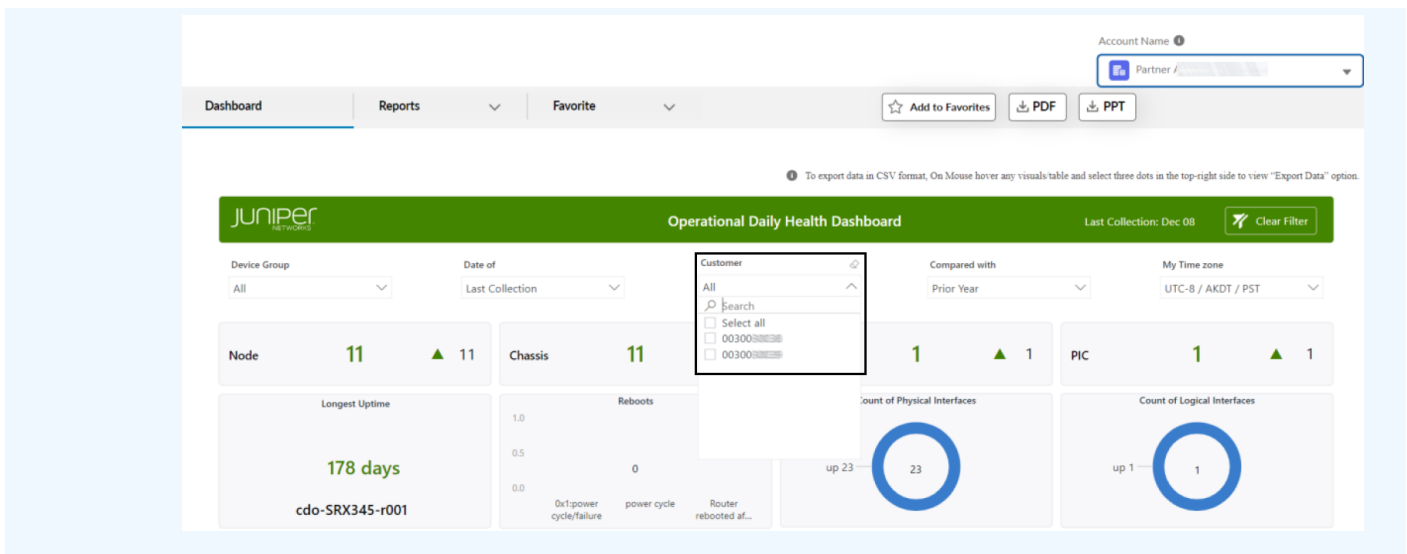 Account Name
Partner
Dashboard Reports Favorite Add to Favorites PDF PPT
To export data in CSV format, On Mouse hover any visuals/table and select three dots in the top-right side to view “Export Data” option.
JUNIPER
NETWORKS
Operational Daily Health Dashboard
Last Collection: Dec 08 Clear Filter
Device Group Date of Customer Compared with My Time zone
All Last Collection All Prior Year UTC-8 / AKDT / PST
Search
Select all
00300
00300
Node 11 ▲ 11 Chassis 11 1 ▲ 1 PIC 1 ▲ 1
Longest Uptime
178 days
cdo-SRX345-r001
Reboots
1.0
0.5
0.0
0
0x1:power cycle/failure
power cycle
Router rebooted af...
Count of Physical Interfaces
up 23
23
Count of Logical Interfaces
up 1
1